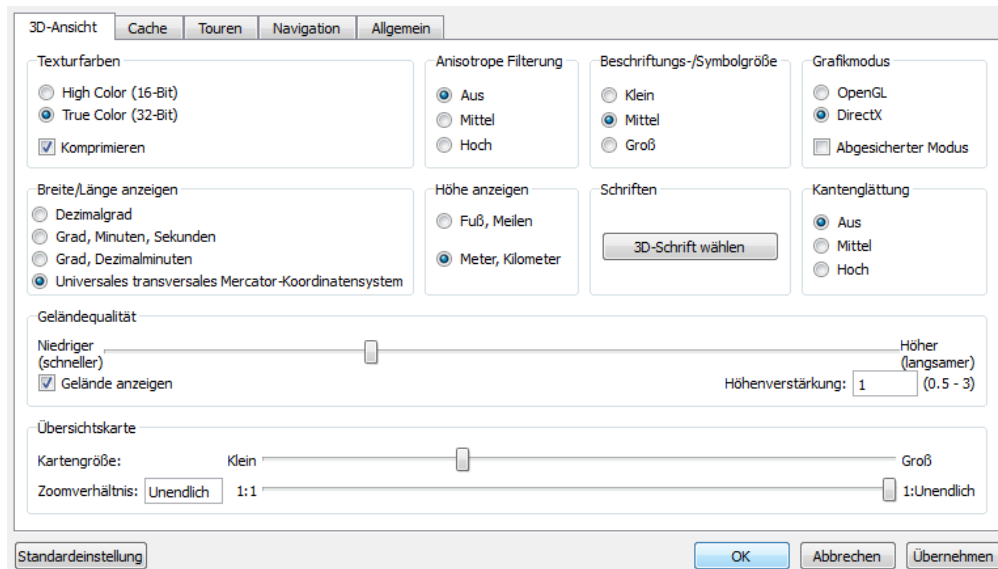 3D-Ansicht Cache Touren Navigation Allgemein
Texturfarben
High Color (16-Bit)
True Color (32-Bit)
Komprimieren
Anisotrope Filterung
Aus
Mittel
Hoch
Beschriftungs-/Symbolgröße
Klein
Mittel
Groß
Grafikmodus
OpenGL
DirectX
Abgesicherter Modus
Breite/Länge anzeigen
Dezimalgrad
Grad, Minuten, Sekunden
Grad, Dezimalminuten
Universales transversales Mercator-Koordinatensystem
Höhe anzeigen
Fuß, Meilen
Meter, Kilometer
Schriften
3D-Schrift wählen
Kantenglättung
Aus
Mittel
Hoch
Geländequalität
Niedriger
(schneller)
Höher
(langsamer)
Gelände anzeigen
Höhenverstärkung: 1 (0.5 - 3)
Übersichtskarte
Kartengröße: Klein Groß
Zoomverhältnis: Unendlich 1:1 1:Unendlich
Standardeinstellung OK Abbrechen Übernehmen